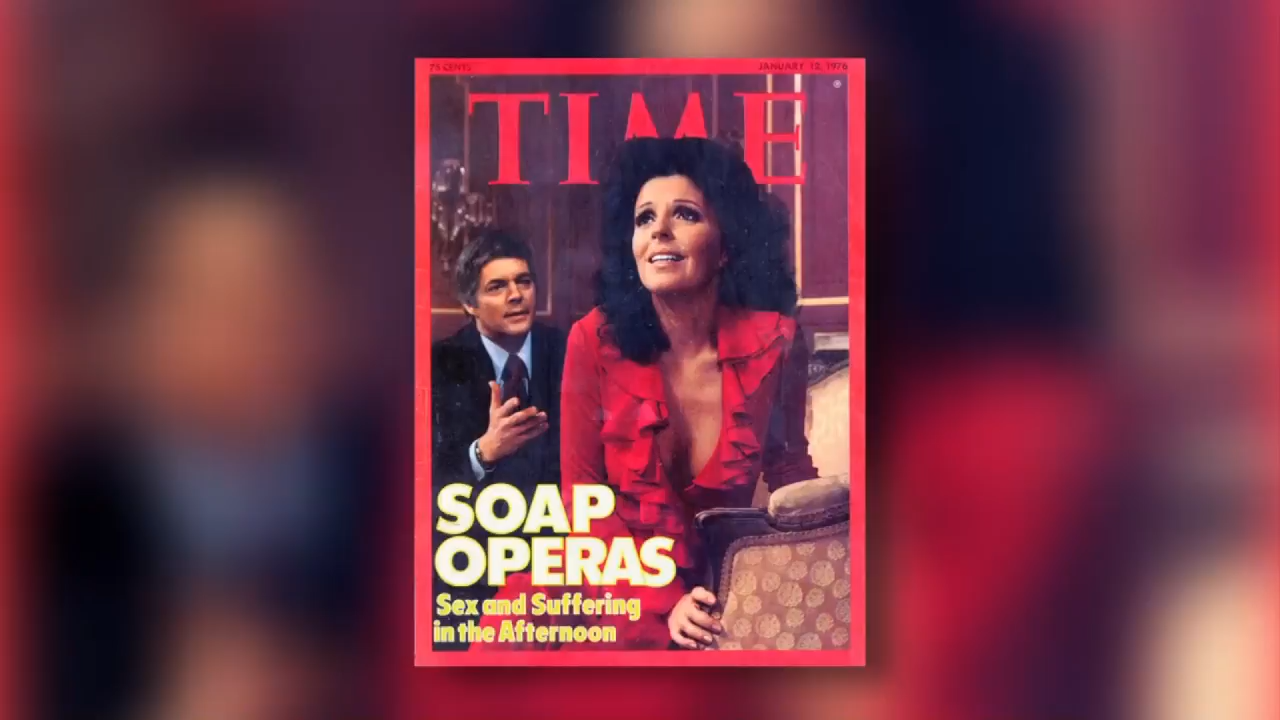 75 CENTS
JANUARY 12, 1976
TIME
®
SOAP
OPERAS
Sex and Suffering
in the Afternoon